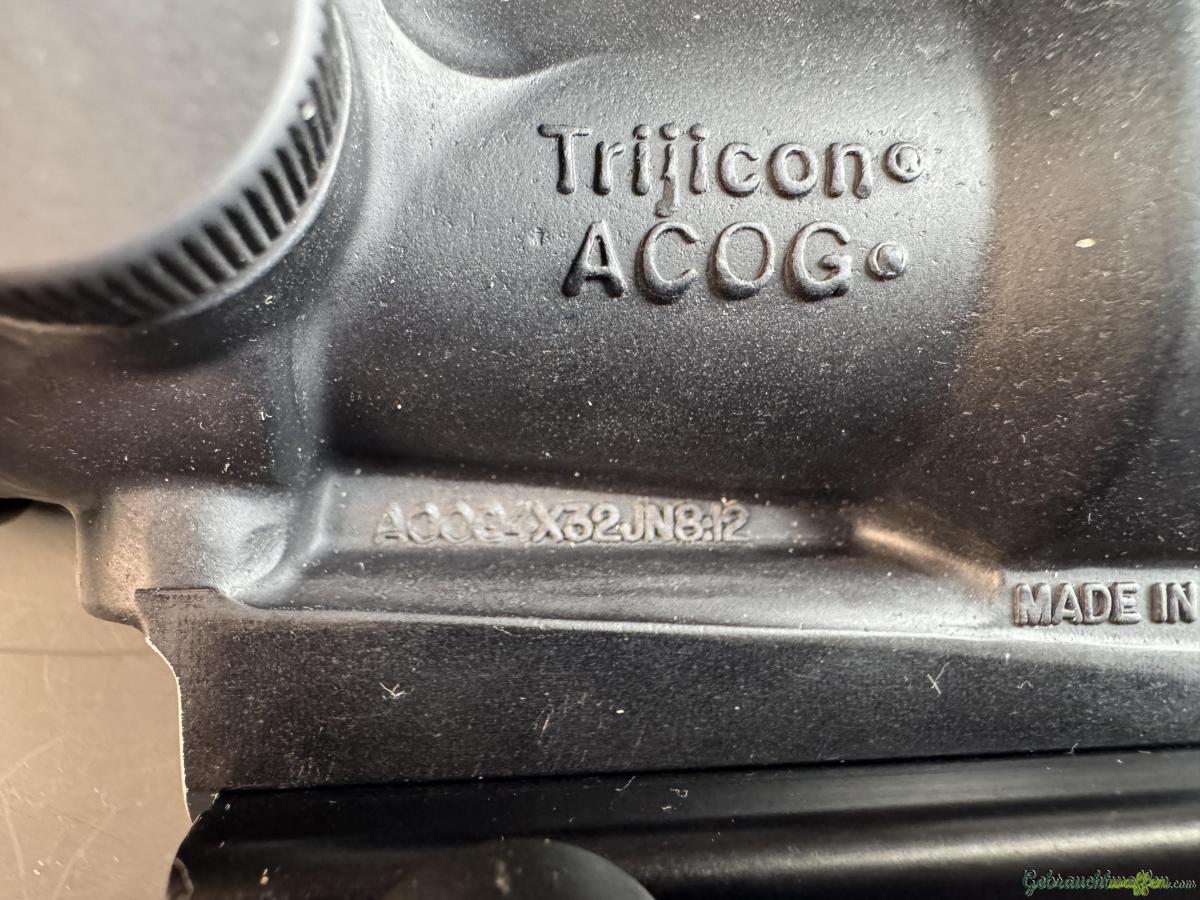 Trijicon®
ACOG®
ACOG4X32JN8:12
MADE IN
Gebrauchtwaffen.com